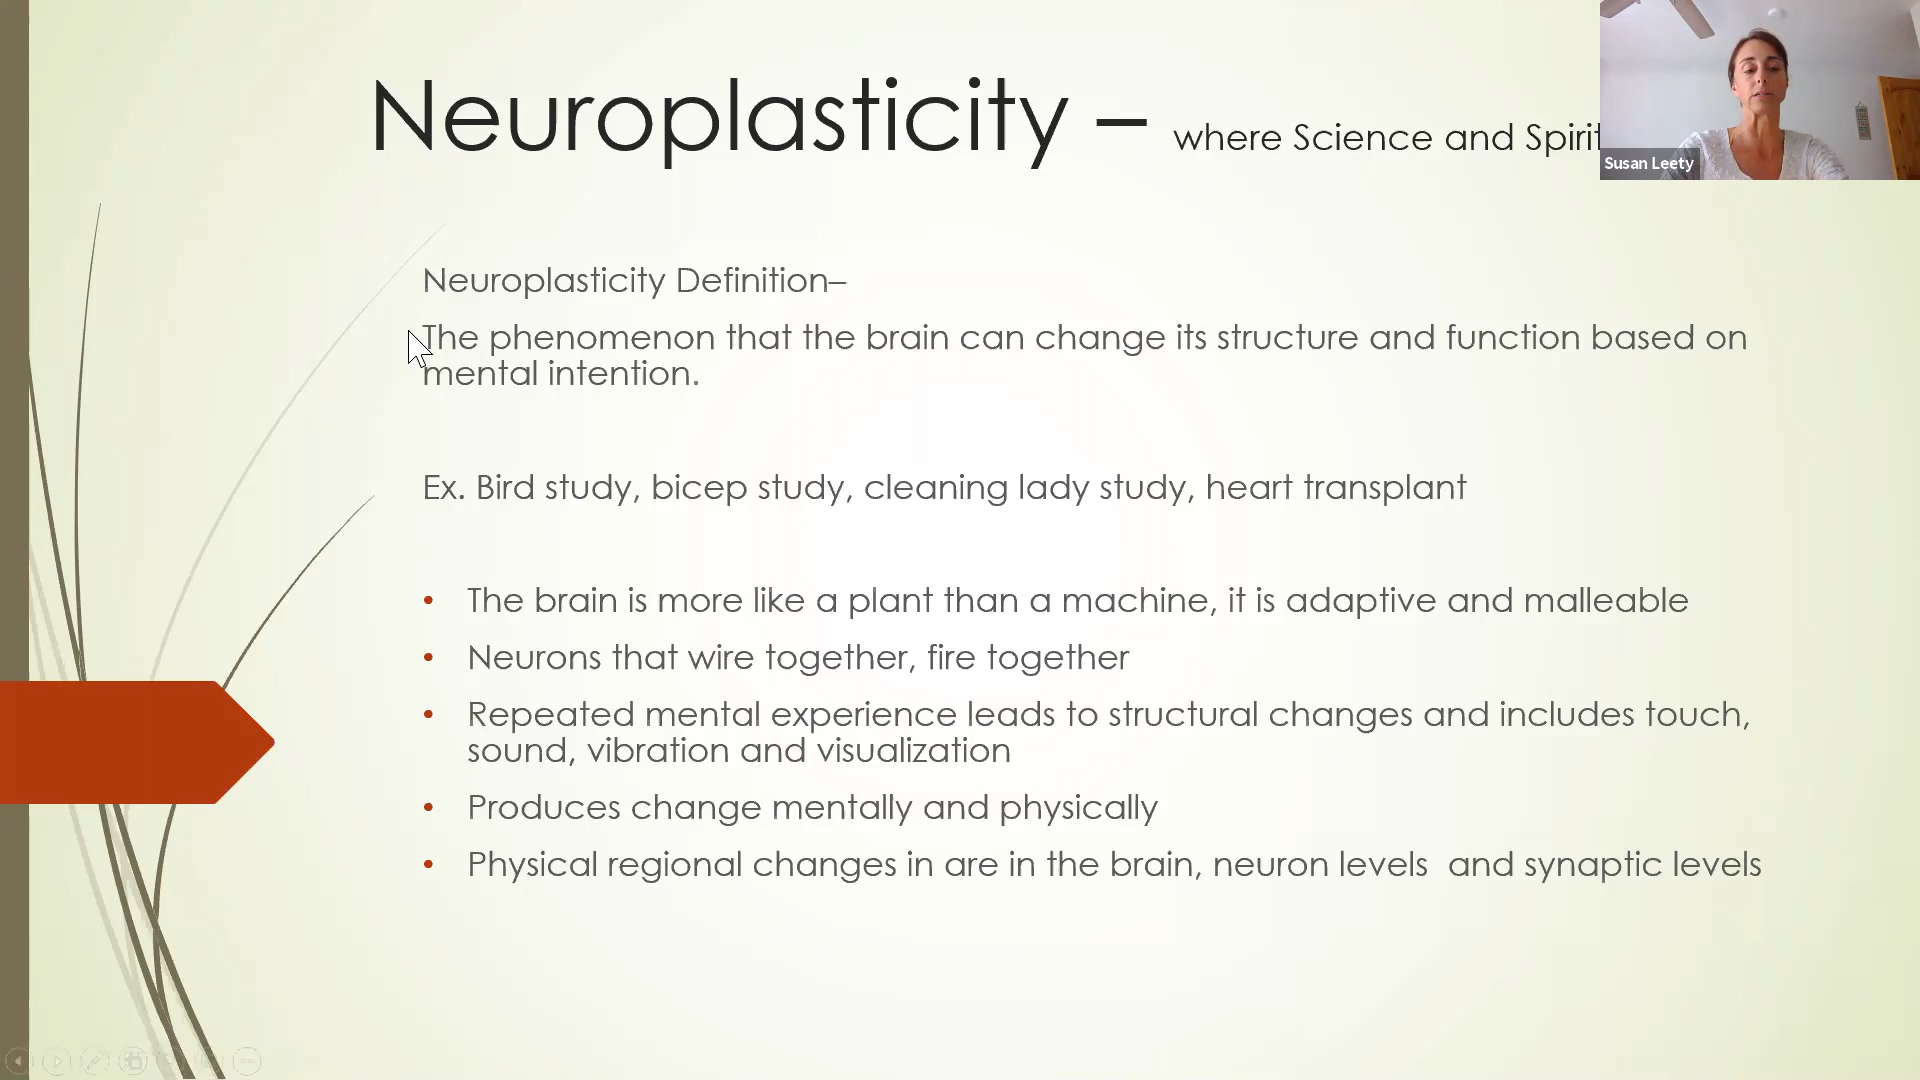 Neuroplasticity – where Science and Spirit
Susan Leety
Neuroplasticity Definition–
The phenomenon that the brain can change its structure and function based on
mental intention.
Ex. Bird study, bicep study, cleaning lady study, heart transplant
• The brain is more like a plant than a machine, it is adaptive and malleable
• Neurons that wire together, fire together
• Repeated mental experience leads to structural changes and includes touch,
sound, vibration and visualization
• Produces change mentally and physically
• Physical regional changes in are in the brain, neuron levels  and synaptic levels